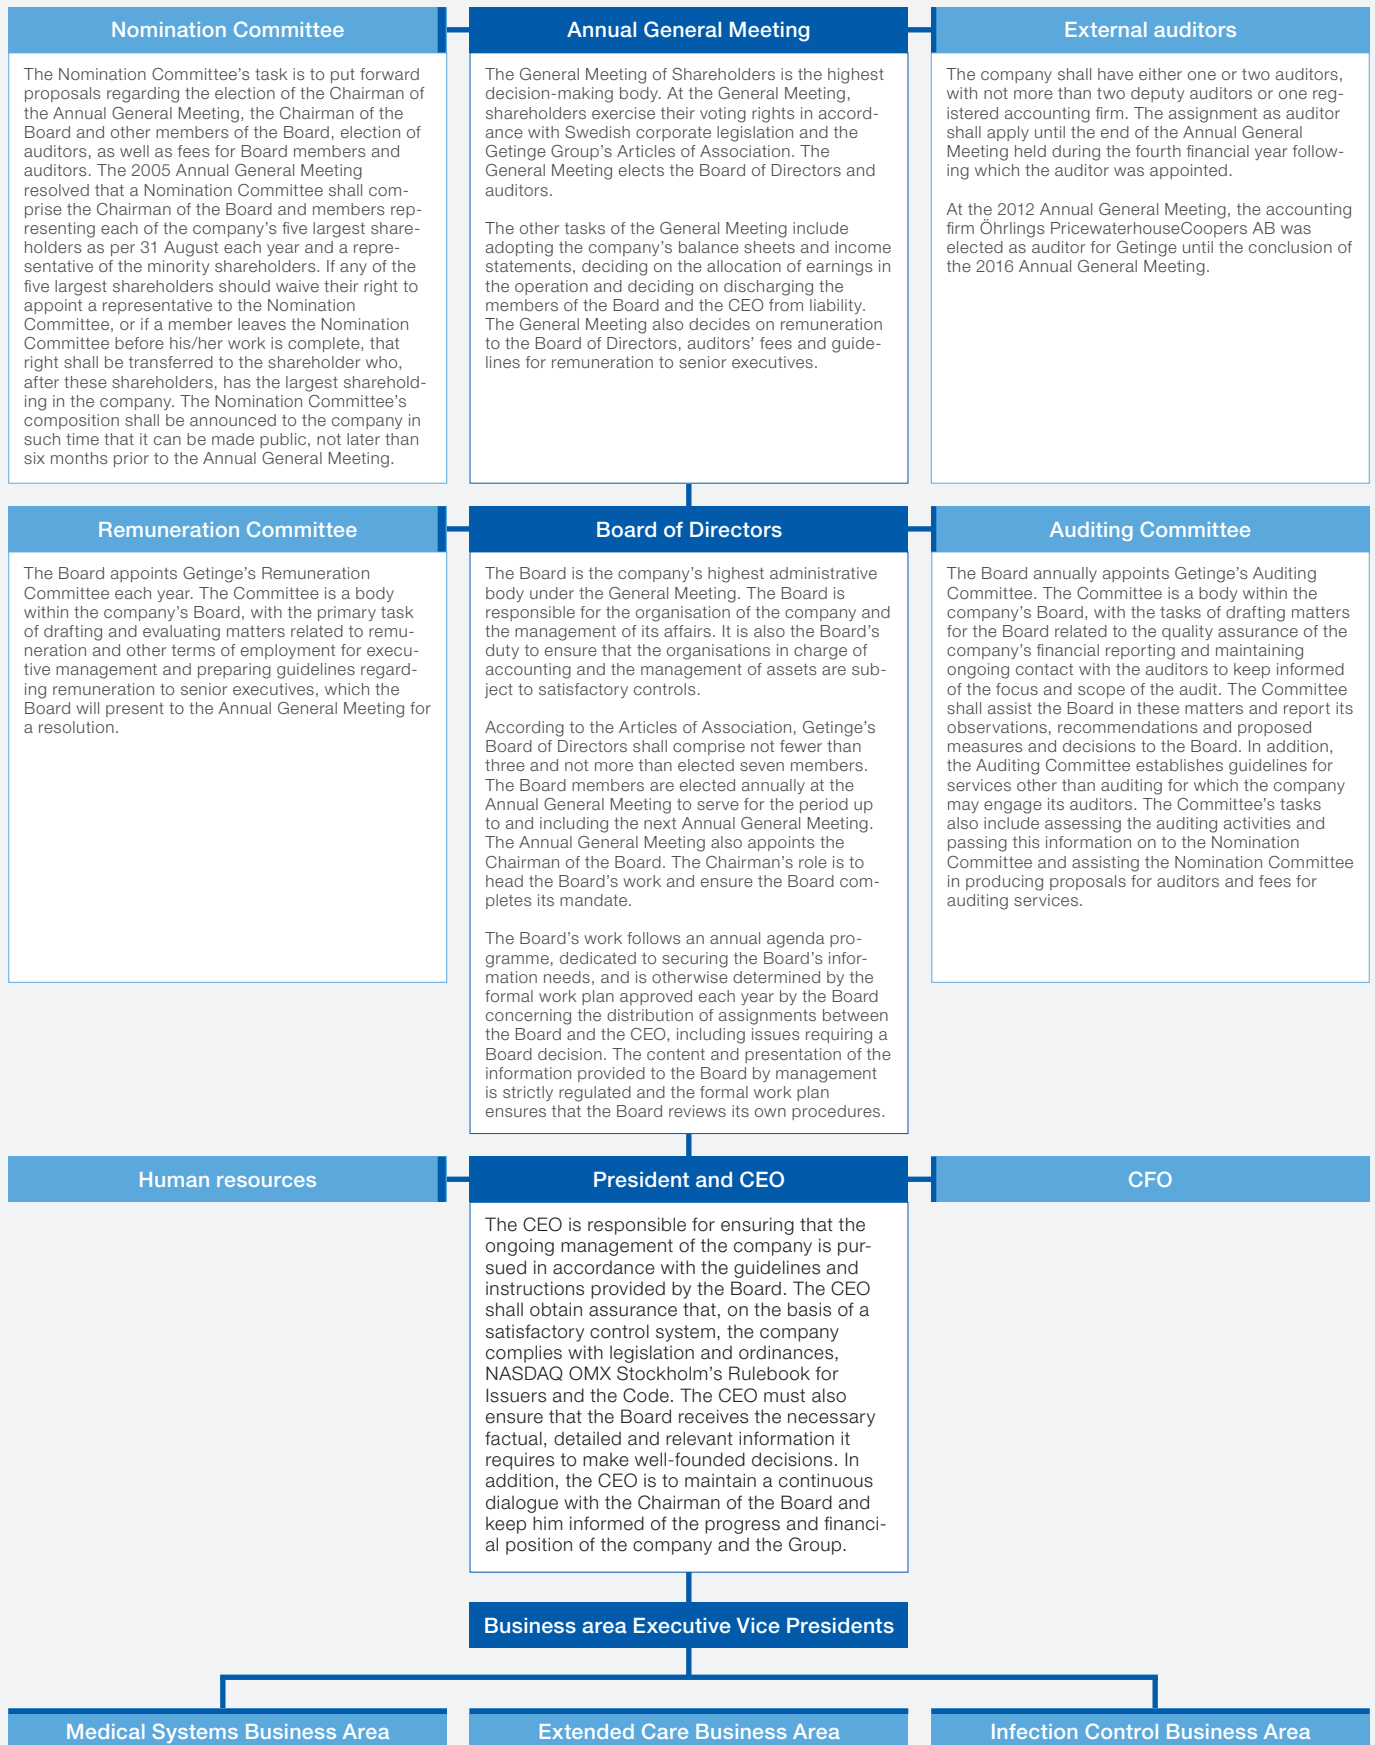 Nomination Committee
The Nomination Committee's task is to put forward
proposals regarding the election of the Chairman of
the Annual General Meeting, the Chairman of the
Board and other members of the Board, election of
auditors, as well as fees for Board members and
auditors. The 2005 Annual General Meeting
resolved that a Nomination Committee shall com-
prise the Chairman of the Board and members rep-
resenting each of the company's five largest share-
holders as per 31 August each year and a repre-
sentative of the minority shareholders. If any of the
five largest shareholders should waive their right to
appoint a representative to the Nomination
Committee, or if a member leaves the Nomination
Committee before his/her work is complete, that
right shall be transferred to the shareholder who,
after these shareholders, has the largest sharehold-
ing in the company. The Nomination Committee's
composition shall be announced to the company in
such time that it can be made public, not later than
six months prior to the Annual General Meeting.
Annual General Meeting
The General Meeting of Shareholders is the highest
decision-making body. At the General Meeting,
shareholders exercise their voting rights in accord-
ance with Swedish corporate legislation and the
Getinge Group's Articles of Association. The
General Meeting elects the Board of Directors and
auditors.
The other tasks of the General Meeting include
adopting the company's balance sheets and income
statements, deciding on the allocation of earnings in
the operation and deciding on discharging the
members of the Board and the CEO from liability.
The General Meeting also decides on remuneration
to the Board of Directors, auditors' fees and guide-
lines for remuneration to senior executives.
External auditors
The company shall have either one or two auditors,
with not more than two deputy auditors or one reg-
istered accounting firm. The assignment as auditor
shall apply until the end of the Annual General
Meeting held during the fourth financial year follow-
ing which the auditor was appointed.
At the 2012 Annual General Meeting, the accounting
firm Öhrlings PricewaterhouseCoopers AB was
elected as auditor for Getinge until the conclusion of
the 2016 Annual General Meeting.
Remuneration Committee
The Board appoints Getinge's Remuneration
Committee each year. The Committee is a body
within the company's Board, with the primary task
of drafting and evaluating matters related to remu-
neration and other terms of employment for execu-
tive management and preparing guidelines regard-
ing remuneration to senior executives, which the
Board will present to the Annual General Meeting for
a resolution.
Board of Directors
The Board is the company's highest administrative
body under the General Meeting. The Board is
responsible for the organisation of the company and
the management of its affairs. It is also the Board's
duty to ensure that the organisations in charge of
accounting and the management of assets are sub-
ject to satisfactory controls.
According to the Articles of Association, Getinge's
Board of Directors shall comprise not fewer than
three and not more than elected seven members.
The Board members are elected annually at the
Annual General Meeting to serve for the period up
to and including the next Annual General Meeting.
The Annual General Meeting also appoints the
Chairman of the Board. The Chairman's role is to
head the Board's work and ensure the Board com-
pletes its mandate.
The Board's work follows an annual agenda pro-
gramme, dedicated to securing the Board's infor-
mation needs, and is otherwise determined by the
formal work plan approved each year by the Board
concerning the distribution of assignments between
the Board and the CEO, including issues requiring a
Board decision. The content and presentation of the
information provided to the Board by management
is strictly regulated and the formal work plan
ensures that the Board reviews its own procedures.
Auditing Committee
The Board annually appoints Getinge's Auditing
Committee. The Committee is a body within the
company's Board, with the tasks of drafting matters
for the Board related to the quality assurance of the
company's financial reporting and maintaining
ongoing contact with the auditors to keep informed
of the focus and scope of the audit. The Committee
shall assist the Board in these matters and report its
observations, recommendations and proposed
measures and decisions to the Board. In addition,
the Auditing Committee establishes guidelines for
services other than auditing for which the company
may engage its auditors. The Committee's tasks
also include assessing the auditing activities and
passing this information on to the Nomination
Committee and assisting the Nomination Committee
in producing proposals for auditors and fees for
auditing services.
Human resources
President and CEO
The CEO is responsible for ensuring that the
ongoing management of the company is pur-
sued in accordance with the guidelines and
instructions provided by the Board. The CEO
shall obtain assurance that, on the basis of a
satisfactory control system, the company
complies with legislation and ordinances,
NASDAQ OMX Stockholm's Rulebook for
Issuers and the Code. The CEO must also
ensure that the Board receives the necessary
factual, detailed and relevant information it
requires to make well-founded decisions. In
addition, the CEO is to maintain a continuous
dialogue with the Chairman of the Board and
keep him informed of the progress and financi-
al position of the company and the Group.
CFO
Business area Executive Vice Presidents
Medical Systems Business Area
Extended Care Business Area
Infection Control Business Area